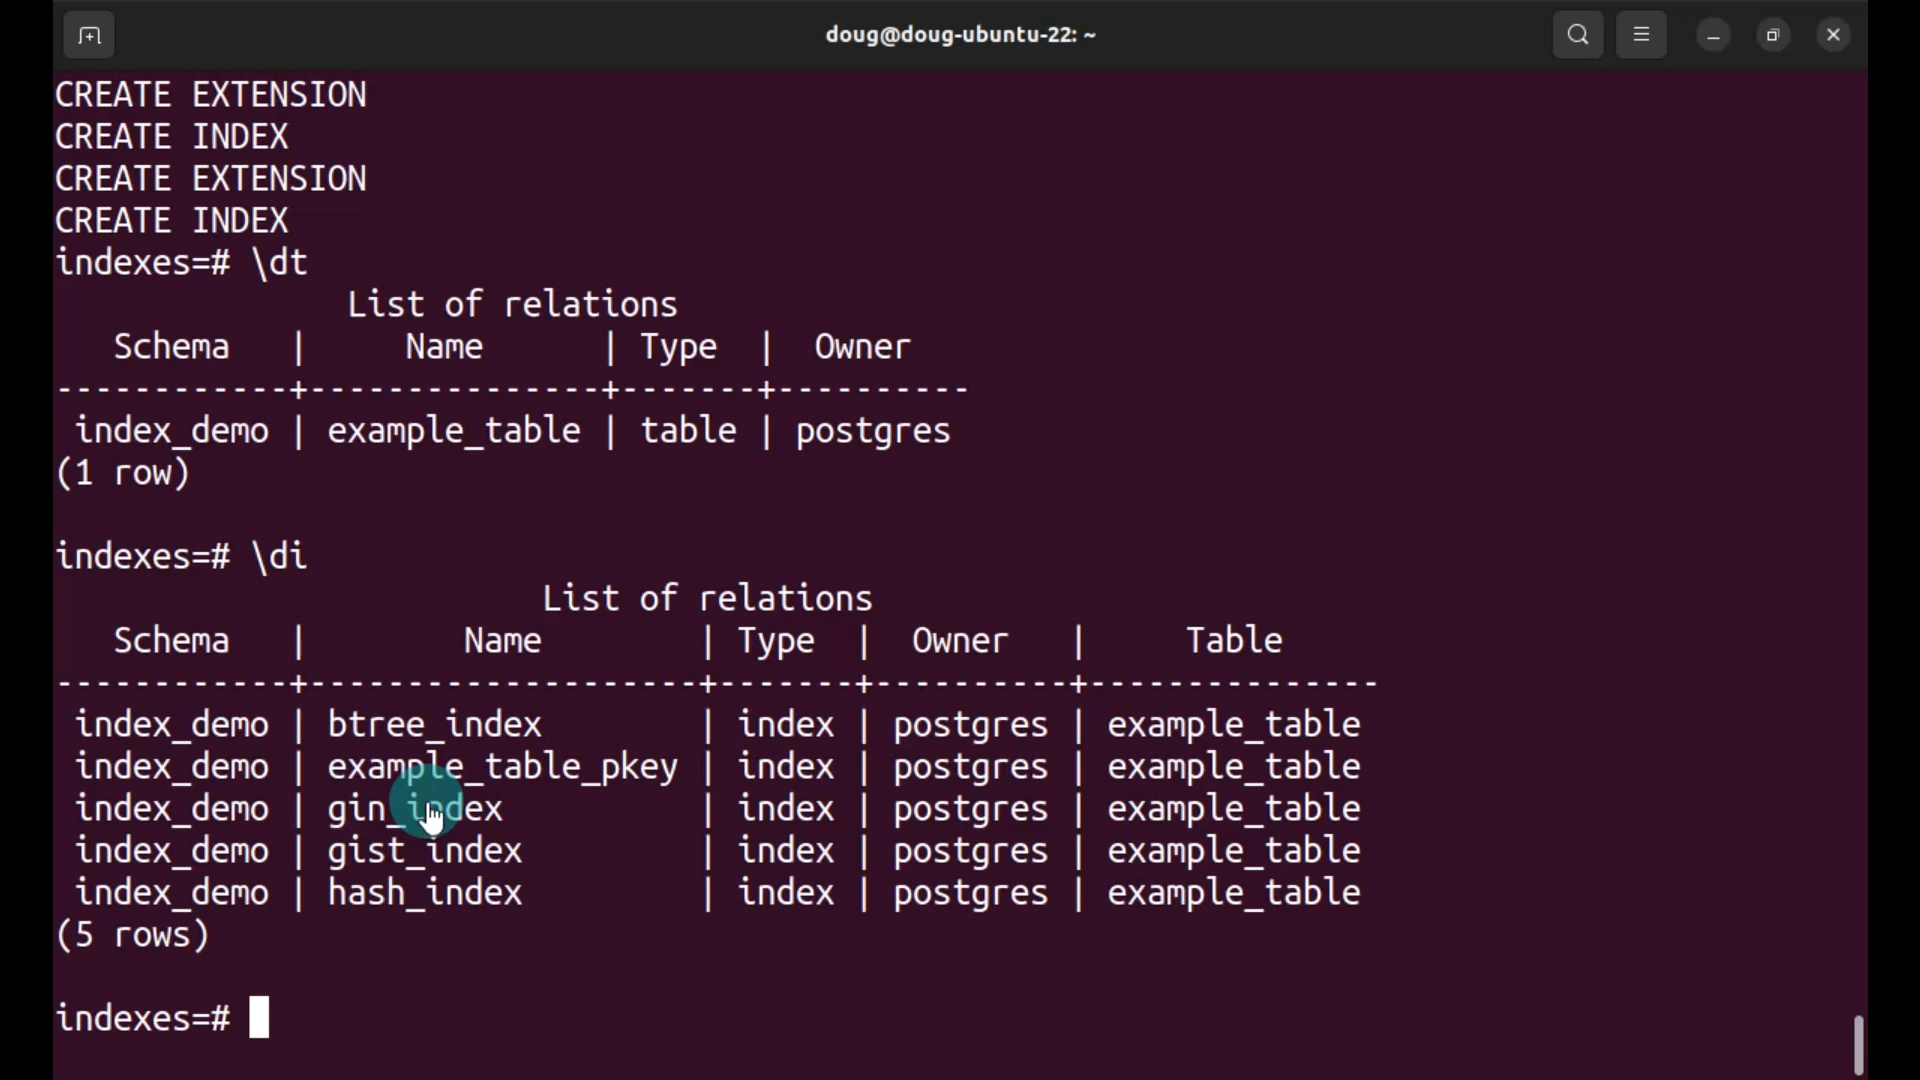 doug@doug-ubuntu-22: ~
CREATE EXTENSION
CREATE INDEX
CREATE EXTENSION
CREATE INDEX
indexes=# \dt
List of relations
Schema | Name | Type | Owner
------------+---------------+-------+----------
index_demo | example_table | table | postgres
(1 row)
indexes=# \di
List of relations
Schema | Name | Type | Owner | Table
------------+--------------------+-------+----------+---------------
index_demo | btree_index | index | postgres | example_table
index_demo | example_table_pkey | index | postgres | example_table
index_demo | gin_index | index | postgres | example_table
index_demo | gist_index | index | postgres | example_table
index_demo | hash_index | index | postgres | example_table
(5 rows)
indexes=#